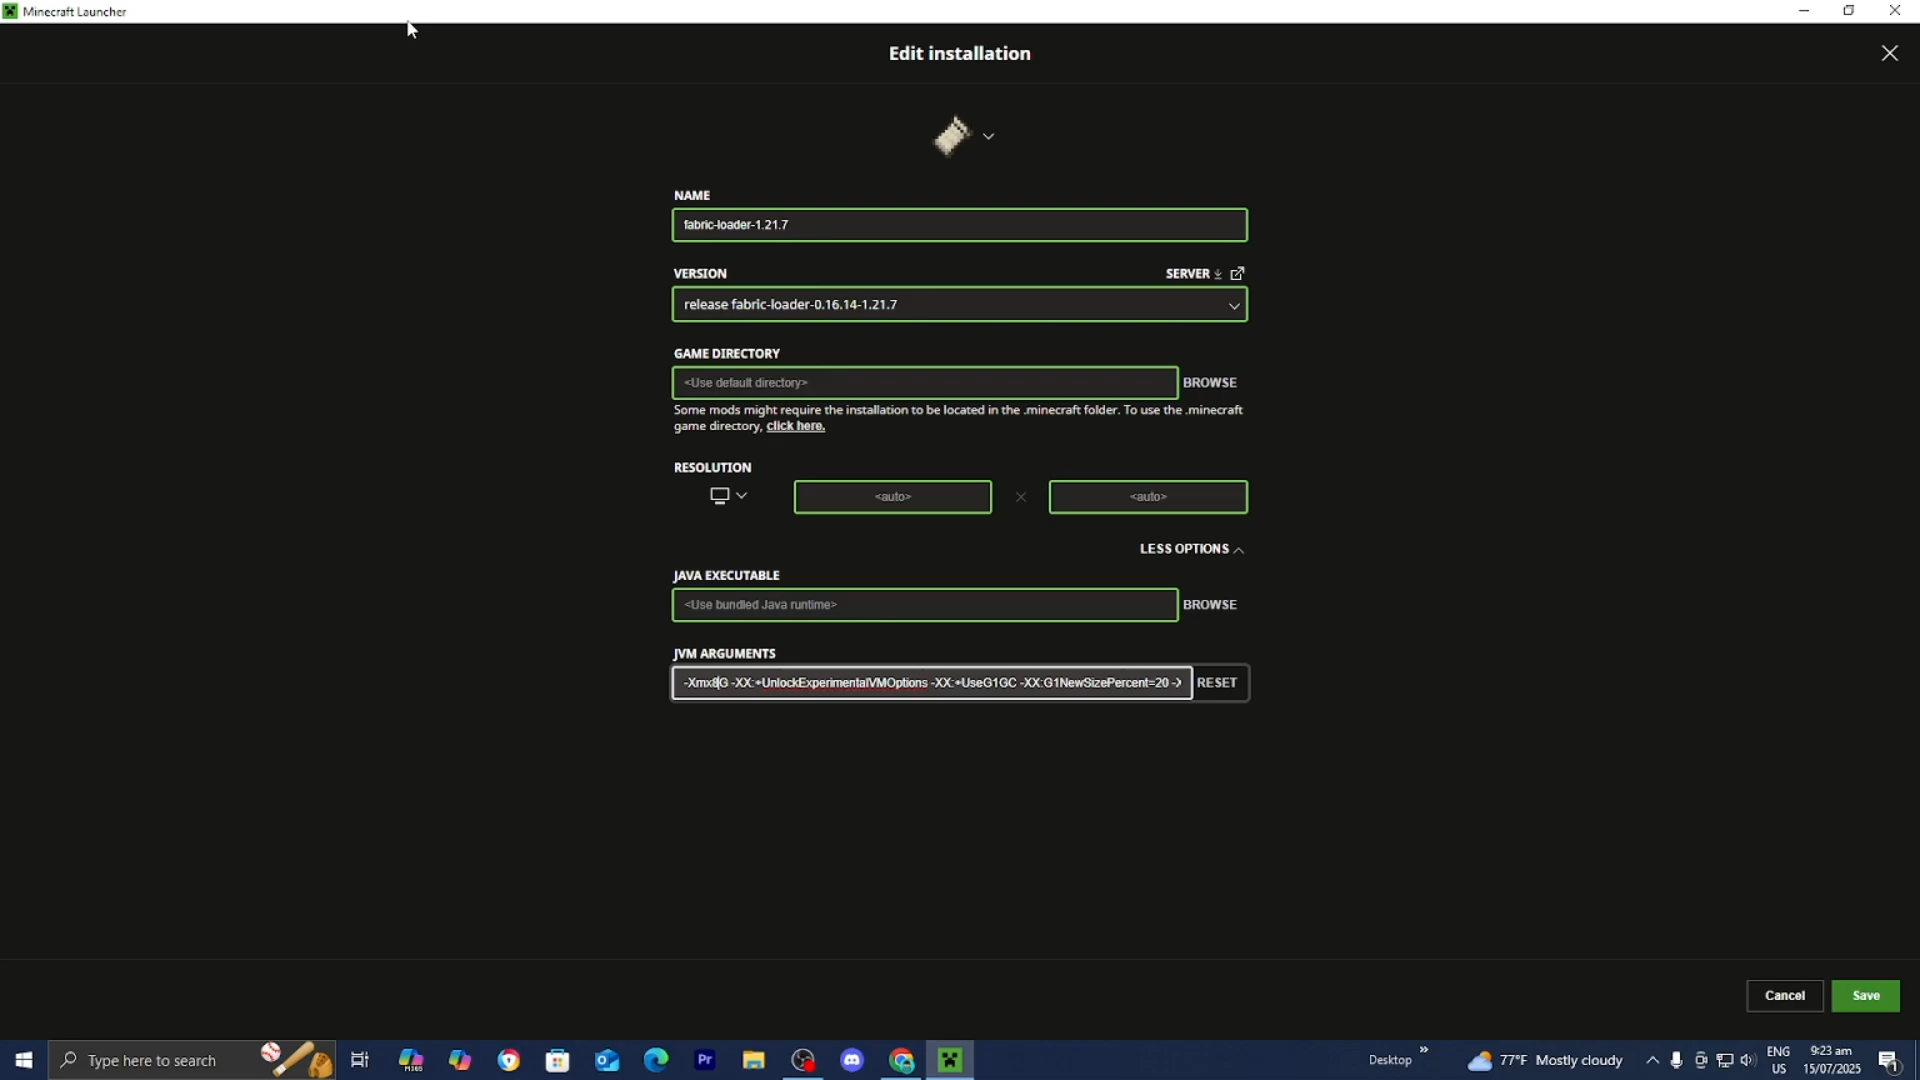 Minecraft Launcher
Edit installation
NAME
fabric-loader-1.21.7
VERSION
SERVER
release fabric-loader-0.16.14-1.21.7
GAME DIRECTORY
<Use default directory>
BROWSE
Some mods might require the installation to be located in the .minecraft folder. To use the .minecraft
game directory, click here.
RESOLUTION
<auto>
<auto>
LESS OPTIONS
JAVA EXECUTABLE
<Use bundled Java runtime>
BROWSE
JVM ARGUMENTS
-Xmx8G -XX:+UnlockExperimentalVMOptions -XX:+UseG1GC -XX:G1NewSizePercent=20 -X
RESET
Cancel
Save
Type here to search
M365
Pr
Desktop
77°F Mostly cloudy
ENG
US
9:23 am
15/07/2025
1